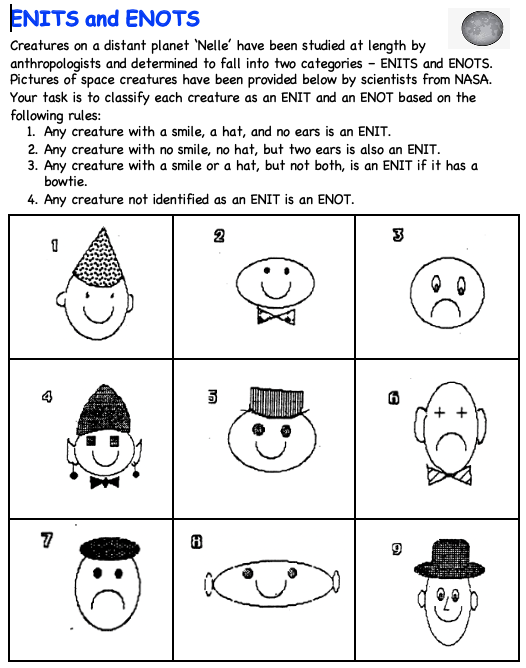 ENITS and ENOTS
Creatures on a distant planet ‘Nelle’ have been studied at length by
anthropologists and determined to fall into two categories – ENITS and ENOTS.
Pictures of space creatures have been provided below by scientists from NASA.
Your task is to classify each creature as an ENIT and an ENOT based on the
following rules:
1. Any creature with a smile, a hat, and no ears is an ENIT.
2. Any creature with no smile, no hat, but two ears is also an ENIT.
3. Any creature with a smile or a hat, but not both, is an ENIT if it has a
bowtie.
4. Any creature not identified as an ENIT is an ENOT.
1
2
3
4
5
6
7
8
9